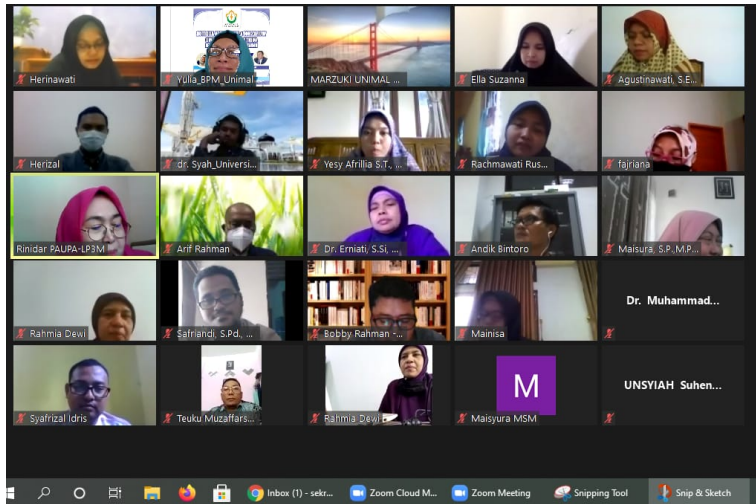 Herinawati
Yulia_BPM_Unimal
MARZUKI UNIMAL ...
Ella Suzanna
Agustinawati, S.E...
Herizal
dr. Syah_Universi...
Yesy Afrillia S.T., ...
Rachmawati Rus...
fajriana
Rinidar PAUPA-LP3M
Arif Rahman
Dr. Erniati, S.Si, ...
Andik Bintoro
Maisura, S.P, M.P...
Rahmia Dewi
Safriandi, S.Pd., ...
Bobby Rahman -...
Mainisa
Dr. Muhammad...
Syafrizal Idris
Teuku Muzaffars...
Rahmia Dewi
M
Maisyura MSM
UNSYIAH Suhen...
Inbox (1) - sekr...
Zoom Cloud M...
Zoom Meeting
Snipping Tool
Snip & Sketch